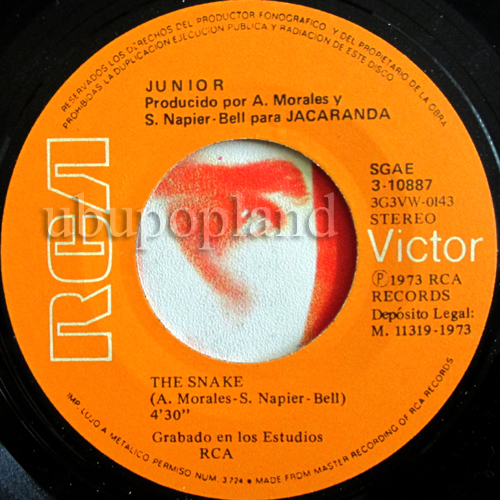 RESERVADOS LOS DERECHOS DEL PRODUCTOR FONOGRAFICO Y DEL PROPIETARIO DE LA OBRA
PROHIBIDAS LA DUPLICACION EJECUCION PUBLICA Y RADIACION DE ESTE DISCO
JUNIOR
Producido por A. Morales y
S. Napier-Bell para JACARANDA
SGAE
3-10887
3G3VW-0143
STEREO
RCA
Victor
ubupopland
Ⓟ 1973 RCA
RECORDS
Depósito Legal:
M. 11319-1973
THE SNAKE
(A. Morales-S. Napier-Bell)
4'30"
Grabado en los Estudios
RCA
A METALICO PERMISO NUM. 3.724 • MADE FROM MASTER RECORDING OF RCA RECORDS